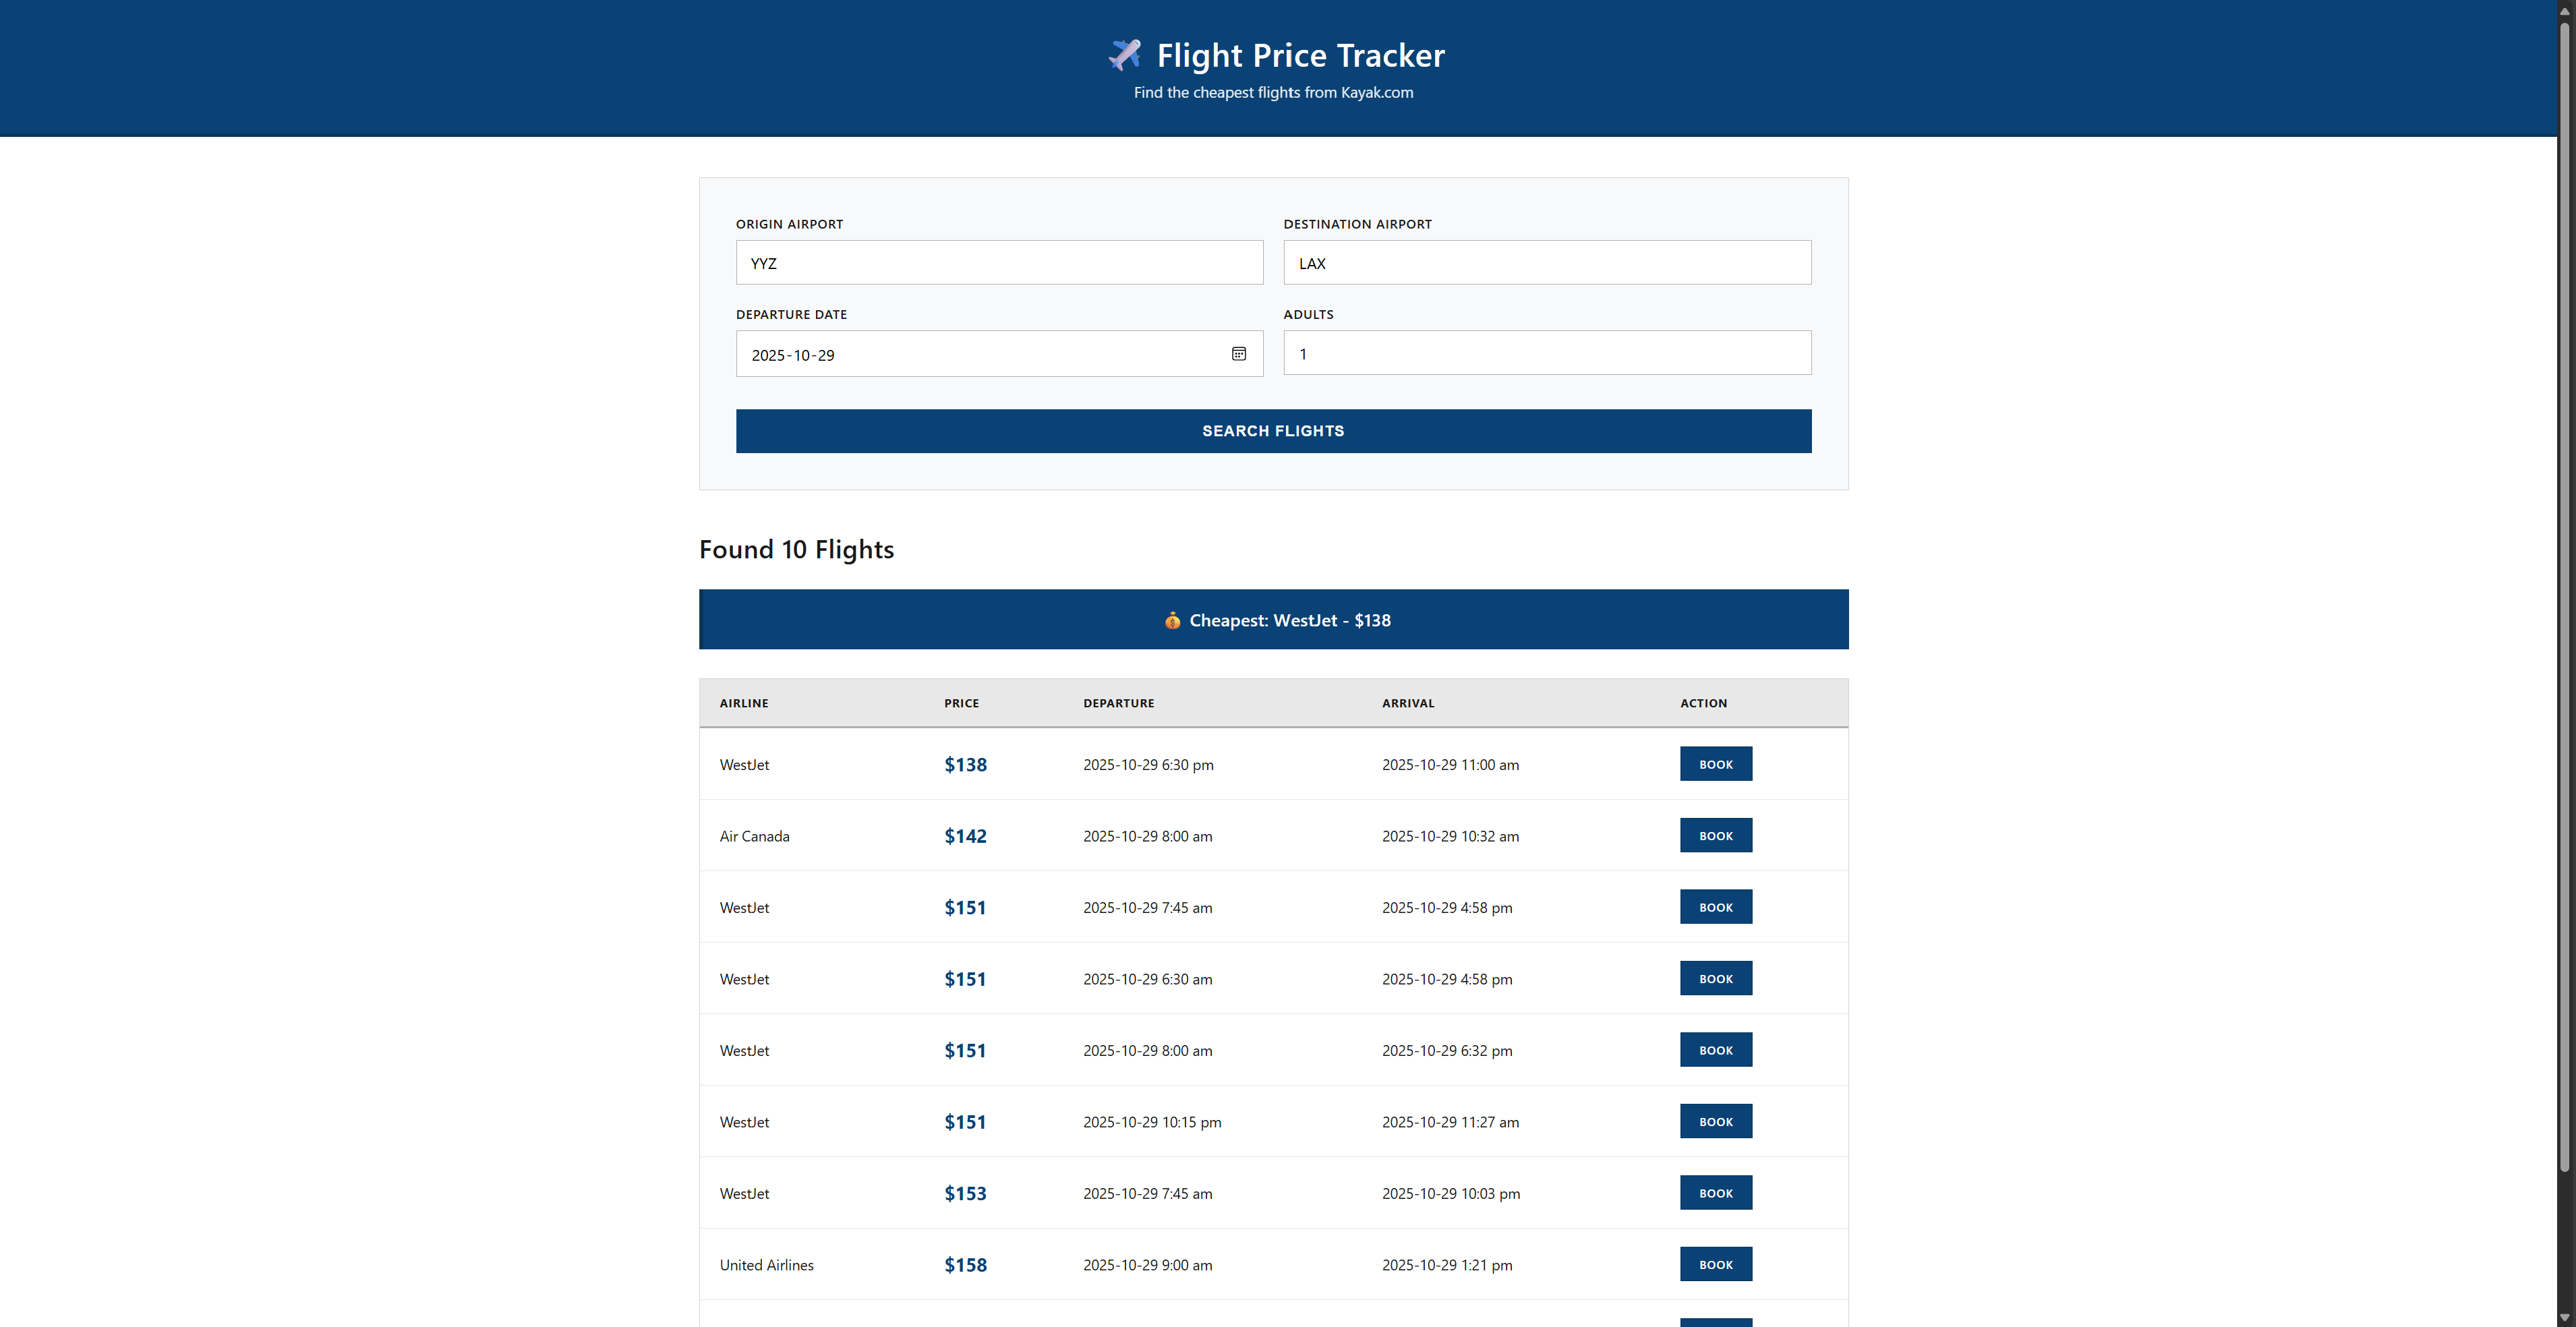 Flight Price Tracker
Find the cheapest flights from Kayak.com
ORIGIN AIRPORT DESTINATION AIRPORT
YYZ LAX
DEPARTURE DATE ADULTS
2025-10-29 1
SEARCH FLIGHTS
Found 10 Flights
Cheapest: WestJet - $138
AIRLINE PRICE DEPARTURE ARRIVAL ACTION
WestJet $138 2025-10-29 6:30 pm 2025-10-29 11:00 am BOOK
Air Canada $142 2025-10-29 8:00 am 2025-10-29 10:32 am BOOK
WestJet $151 2025-10-29 7:45 am 2025-10-29 4:58 pm BOOK
WestJet $151 2025-10-29 6:30 am 2025-10-29 4:58 pm BOOK
WestJet $151 2025-10-29 8:00 am 2025-10-29 6:32 pm BOOK
WestJet $151 2025-10-29 10:15 pm 2025-10-29 11:27 am BOOK
WestJet $153 2025-10-29 7:45 am 2025-10-29 10:03 pm BOOK
United Airlines $158 2025-10-29 9:00 am 2025-10-29 1:21 pm BOOK